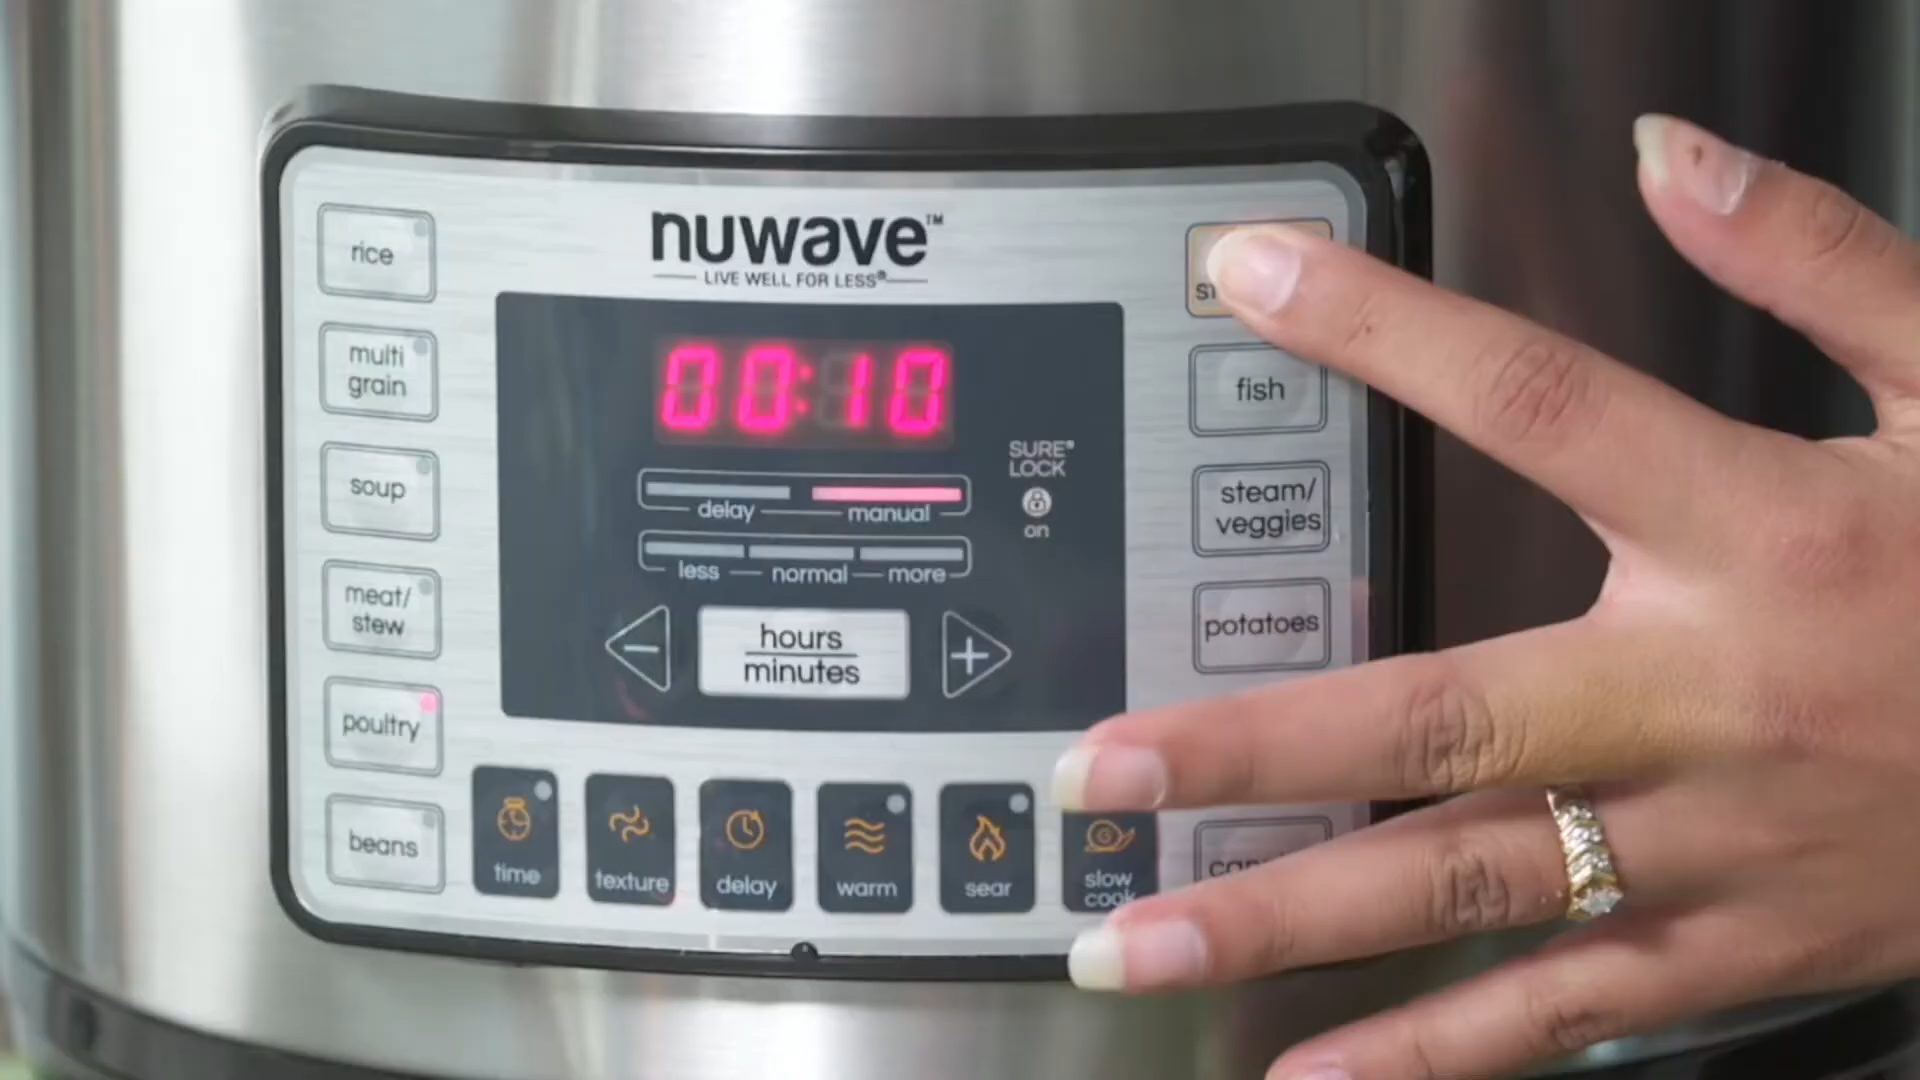 nuwave™
LIVE WELL FOR LESS®
rice
multi
grain
soup
meat/
stew
poultry
beans
00:10
SURE®
LOCK
on
delay
manual
less
normal
more
−
hours
minutes
+
fish
steam/
veggies
potatoes
time
texture
delay
warm
sear
slow
cook